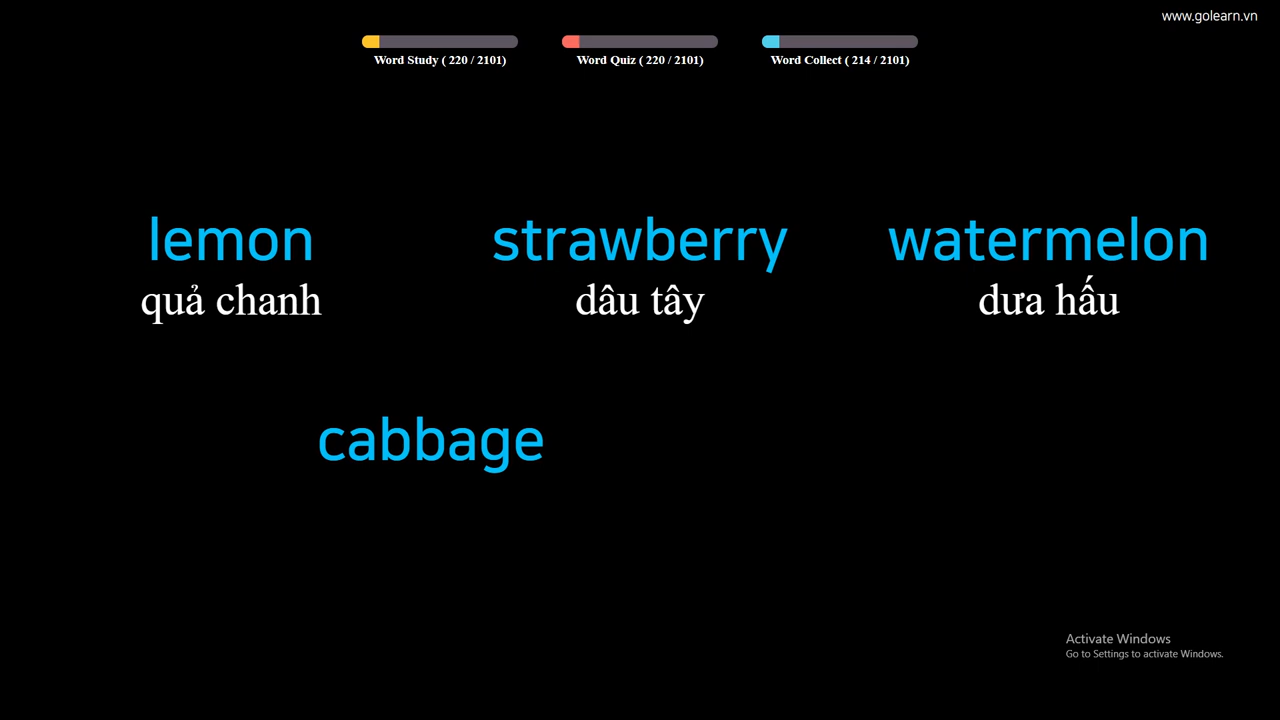 www.golearn.vn
Word Study ( 220 / 2101)
Word Quiz ( 220 / 2101)
Word Collect ( 214 / 2101)
lemon
strawberry
watermelon
quả chanh
dâu tây
dưa hấu
cabbage
Activate Windows
Go to Settings to activate Windows.